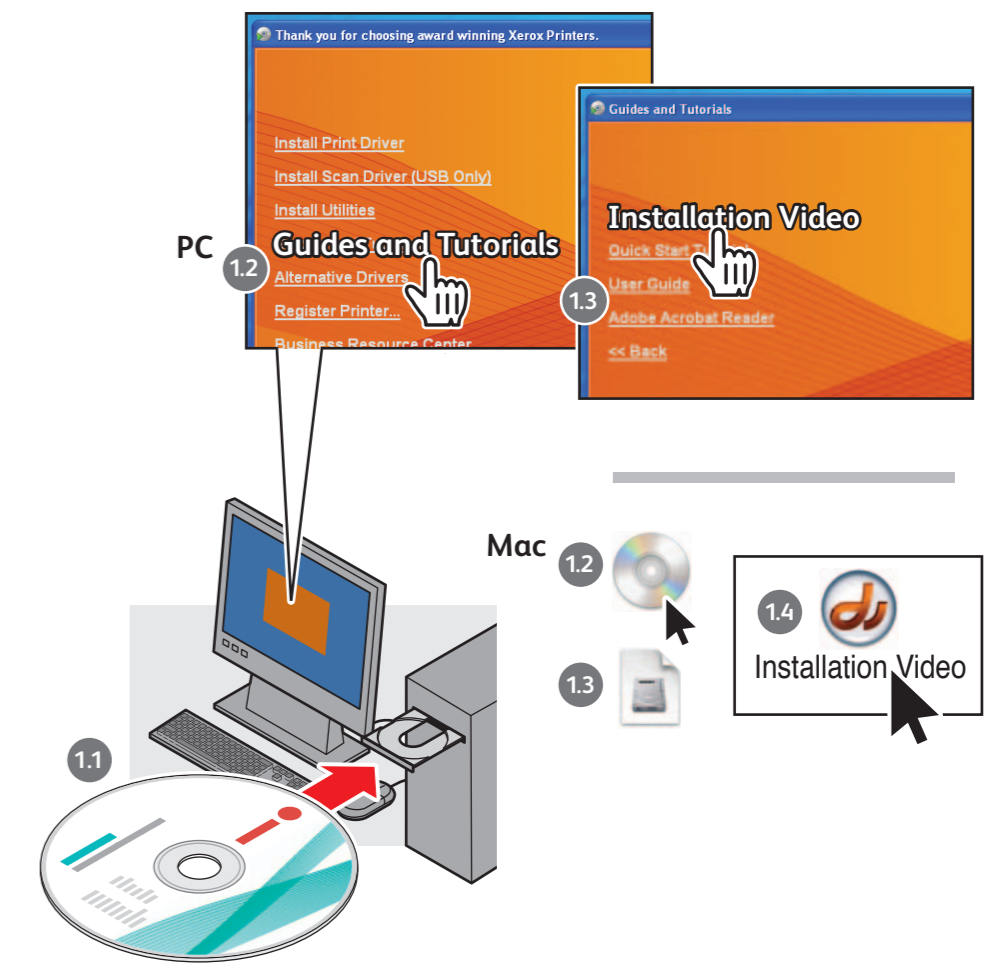 Thank you for choosing award winning Xerox Printers.
Install Print Driver
Install Scan Driver (USB Only)
Install Utilities
PC
1.2
Guides and Tutorials
Alternative Drivers
Register Printer...
Business Resource Center
Guides and Tutorials
Installation Video
Quick Start
1.3
User Guide
Adobe Acrobat Reader
<< Back
Mac
1.2
1.3
1.4
Installation Video
1.1